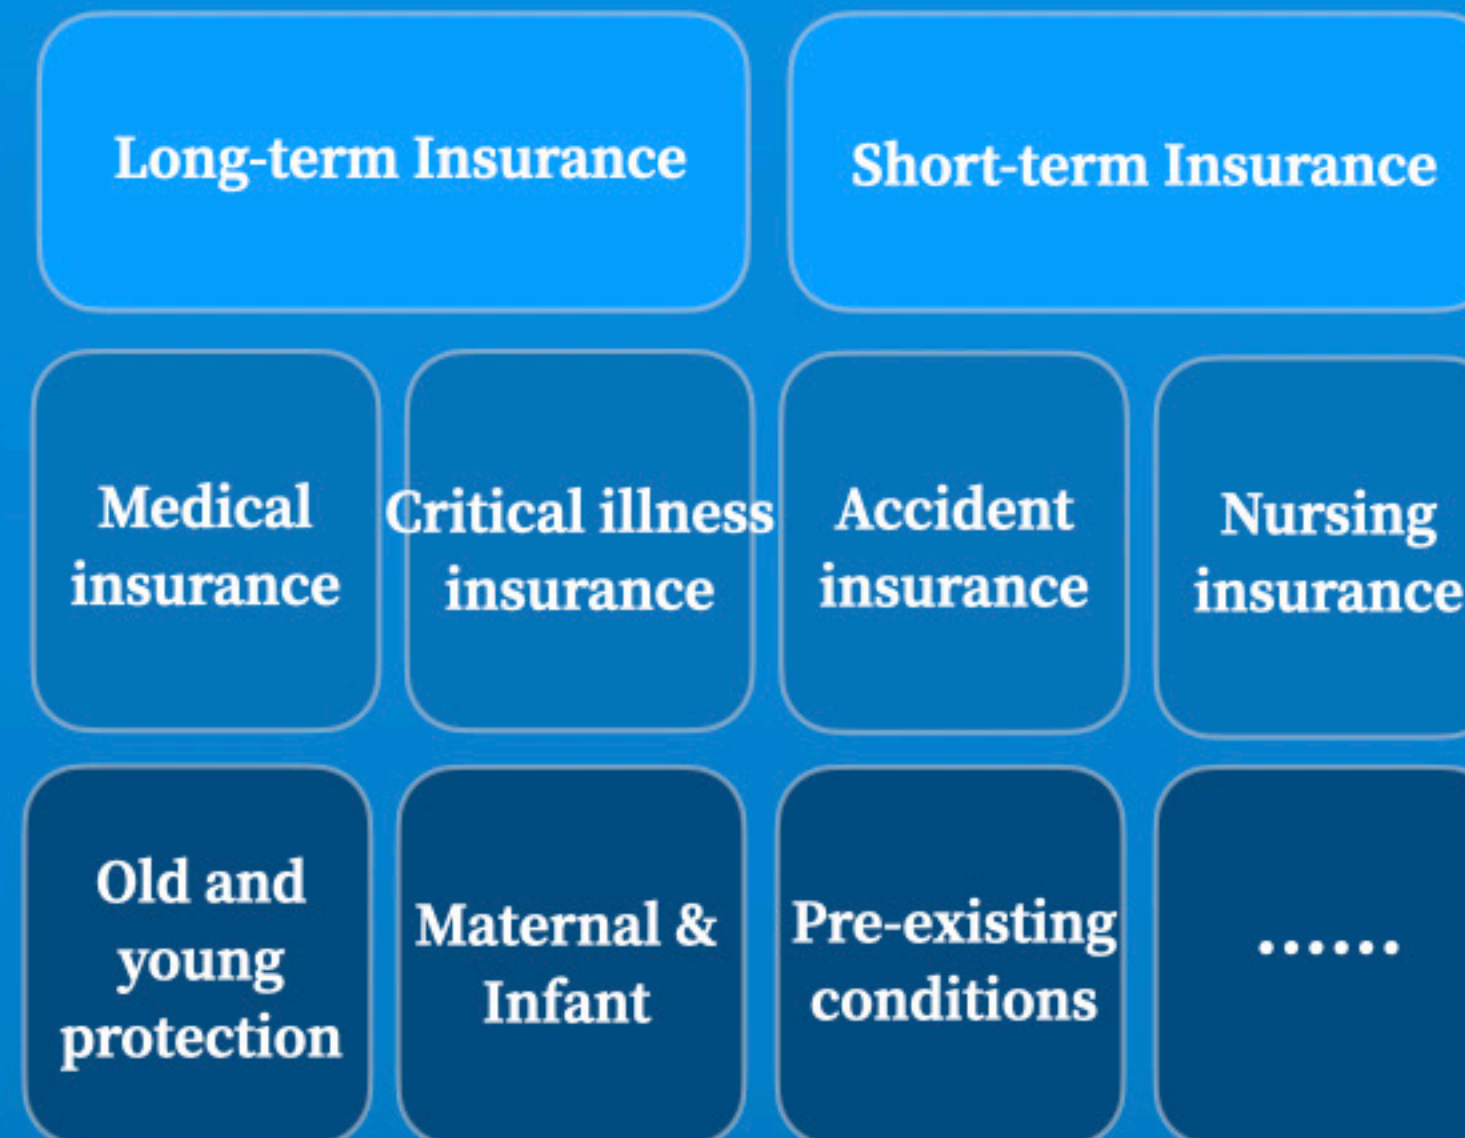 Long-term Insurance
Short-term Insurance
Medical
insurance
Critical illness
insurance
Accident
insurance
Nursing
insurance
Old and
young
protection
Maternal &
Infant
Pre-existing
conditions
......